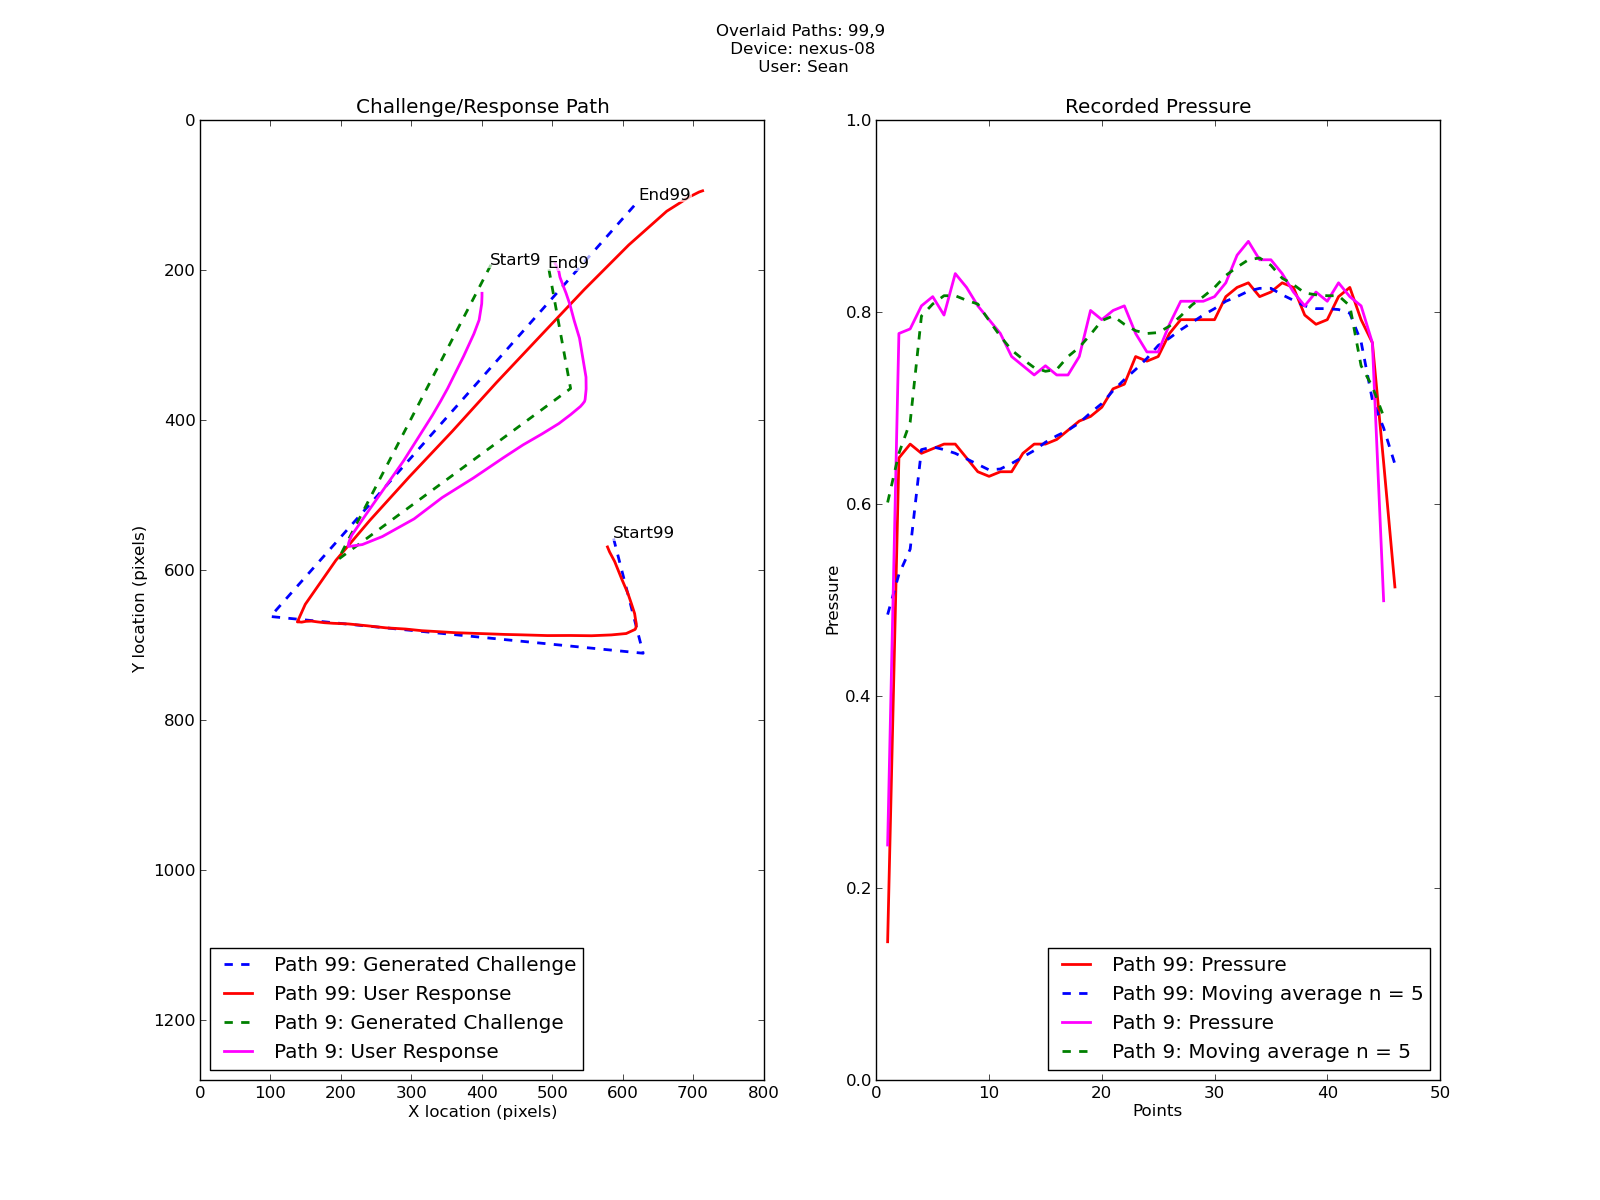 Overlaid Paths: 99,9
Device: nexus-08
User: Sean
Challenge/Response Path
0
200
400
600
800
1000
1200
Y location (pixels)
Start9
End9
End99
Start99
Path 99: Generated Challenge
Path 99: User Response
Path 9: Generated Challenge
Path 9: User Response
0 100 200 300 400 500 600 700 800
X location (pixels)
Recorded Pressure
1.0
0.8
0.6
0.4
0.2
0.0
Pressure
Path 99: Pressure
Path 99: Moving average n = 5
Path 9: Pressure
Path 9: Moving average n = 5
0 10 20 30 40 50
Points